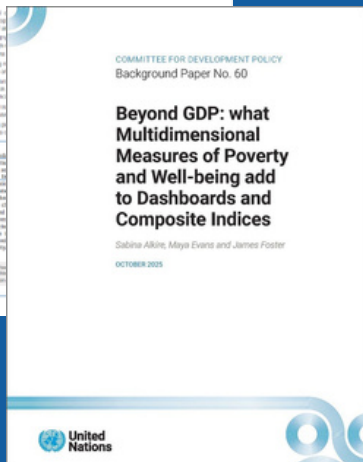 COMMITTEE FOR DEVELOPMENT POLICY
Background Paper No. 60
Beyond GDP: what
Multidimensional
Measures of Poverty
and Well-being add
to Dashboards and
Composite Indices
Sabina Alkire, Maya Evans and James Foster
OCTOBER 2025
United
Nations